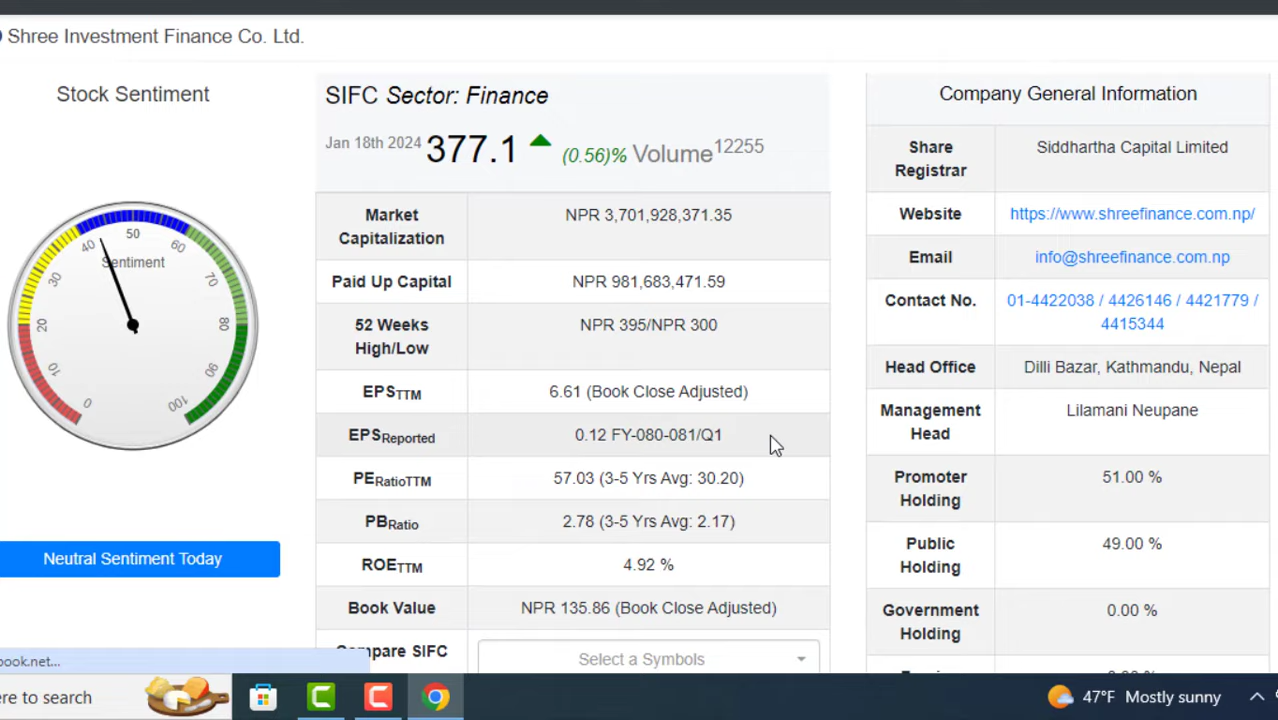 Shree Investment Finance Co. Ltd.
Stock Sentiment
0
10
20
30
40
50
60
70
80
90
100
Sentiment
Neutral Sentiment Today
SIFC Sector: Finance
Jan 18th 2024 377.1 (0.56)% Volume 12255
Market Capitalization NPR 3,701,928,371.35
Paid Up Capital NPR 981,683,471.59
52 Weeks High/Low NPR 395/NPR 300
EPSTTM 6.61 (Book Close Adjusted)
EPSReported 0.12 FY-080-081/Q1
PERatioTTM 57.03 (3-5 Yrs Avg: 30.20)
PBRatio 2.78 (3-5 Yrs Avg: 2.17)
ROETTM 4.92 %
Book Value NPR 135.86 (Book Close Adjusted)
Compare SIFC Select a Symbols
Company General Information
Share Registrar Siddhartha Capital Limited
Website https://www.shreefinance.com.np/
Email info@shreefinance.com.np
Contact No. 01-4422038 / 4426146 / 4421779 /
4415344
Head Office Dilli Bazar, Kathmandu, Nepal
Management Head Lilamani Neupane
Promoter Holding 51.00 %
Public Holding 49.00 %
Government Holding 0.00 %
book.net...
ere to search
47°F Mostly sunny